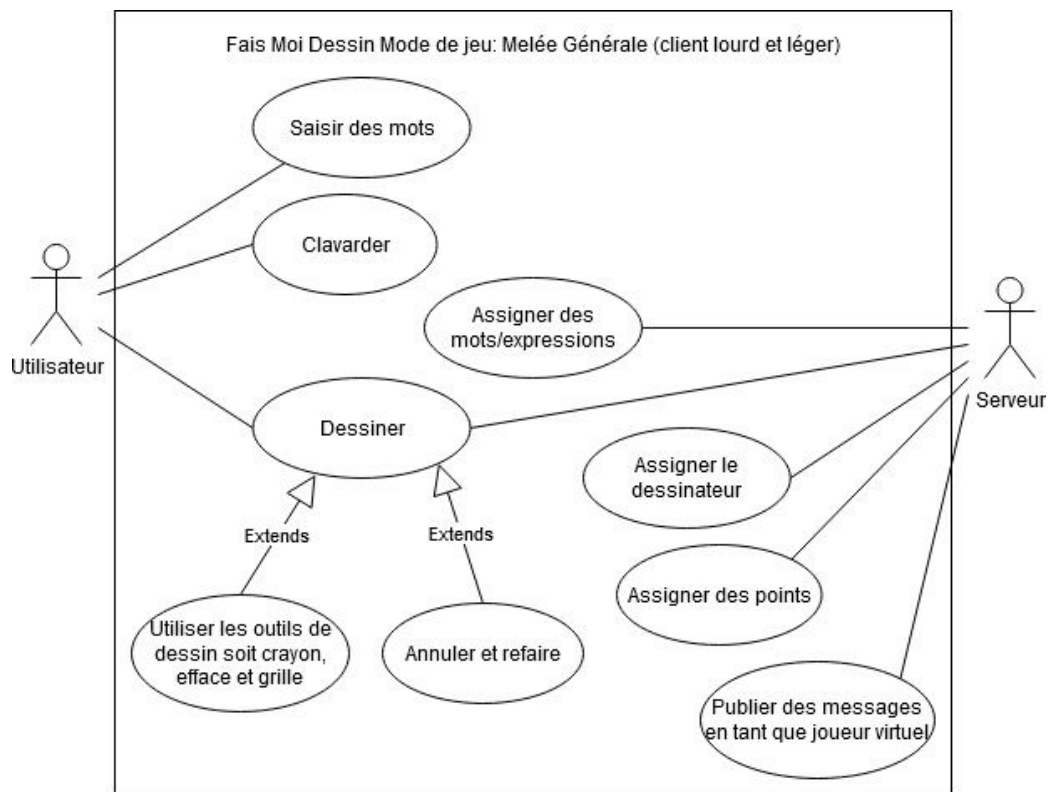 Fais Moi Dessin Mode de jeu: Melée Générale (client lourd et léger)
Saisir des mots
Clavarder
Assigner des
mots/expressions
Utilisateur
Serveur
Dessiner
Assigner le
dessinateur
Extends
Extends
Assigner des points
Utiliser les outils de
dessin soit crayon,
efface et grille
Annuler et refaire
Publier des messages
en tant que joueur virtuel